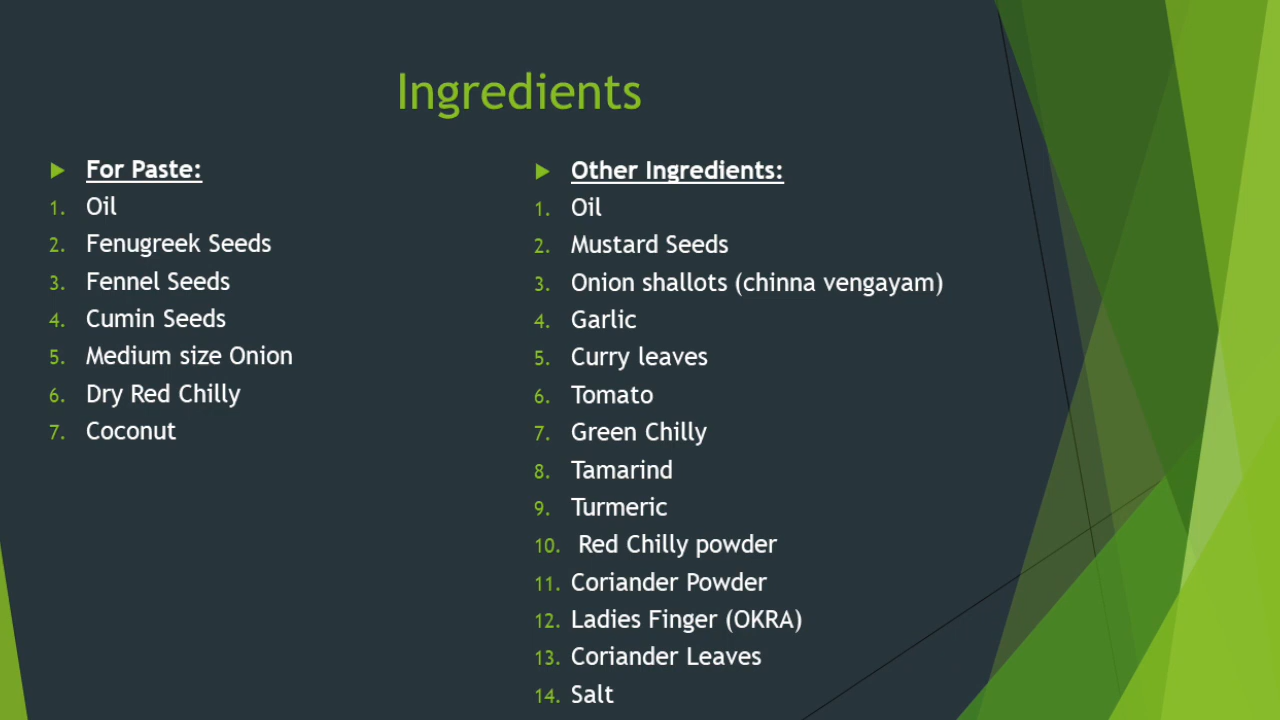 Ingredients
For Paste:
1. Oil
2. Fenugreek Seeds
3. Fennel Seeds
4. Cumin Seeds
5. Medium size Onion
6. Dry Red Chilly
7. Coconut
Other Ingredients:
1. Oil
2. Mustard Seeds
3. Onion shallots (chinna vengayam)
4. Garlic
5. Curry leaves
6. Tomato
7. Green Chilly
8. Tamarind
9. Turmeric
10. Red Chilly powder
11. Coriander Powder
12. Ladies Finger (OKRA)
13. Coriander Leaves
14. Salt